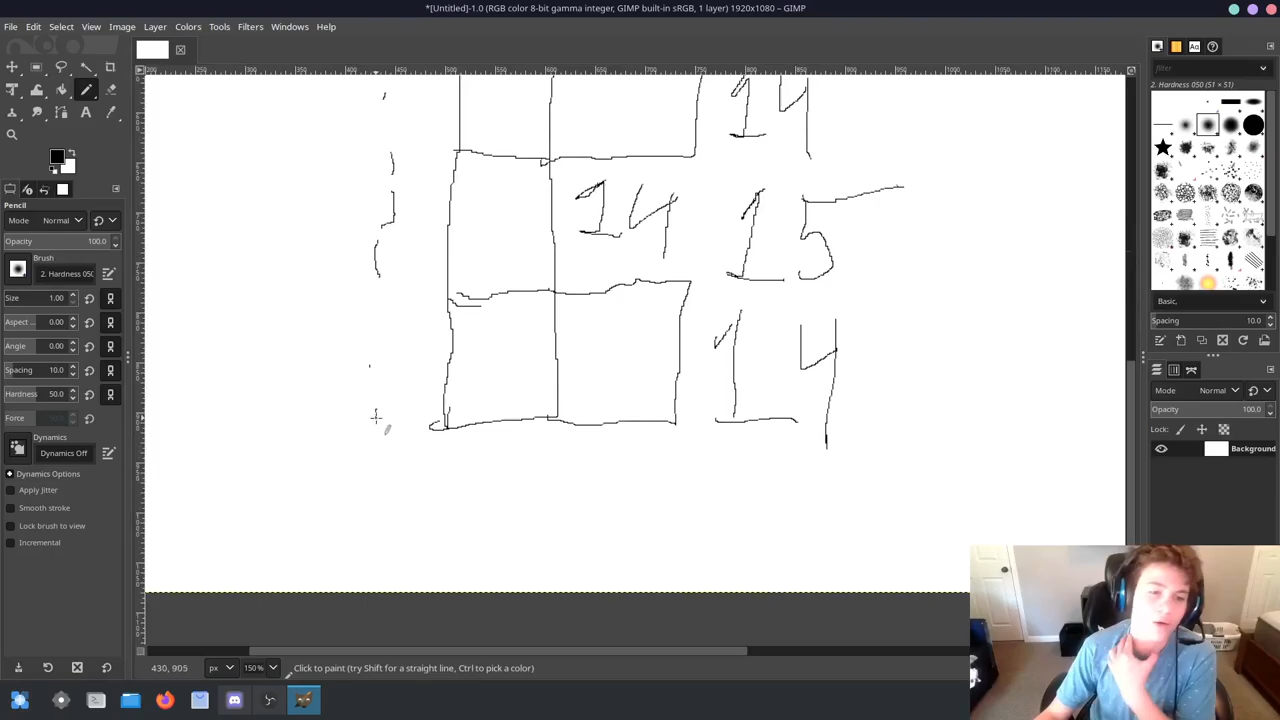 *[Untitled]-1.0 (RGB color 8-bit gamma integer, GIMP built-in sRGB, 1 layer) 1920x1080 – GIMP
File Edit Select View Image Layer Colors Tools Filters Windows Help
14
14 15
14
Pencil
Mode Normal
Opacity 100.0
Brush
2. Hardness 050
Size 1.00
Aspect ... 0.00
Angle 0.00
Spacing 10.0
Hardness 50.0
Force
Dynamics
Dynamics Off
Dynamics Options
Apply Jitter
Smooth stroke
Lock brush to view
Incremental
filter
2. Hardness 050 (51 × 51)
Basic,
Spacing 10.0
Mode Normal
Opacity 100.0
Lock:
Background
430, 905 px 150% Click to paint (try Shift for a straight line, Ctrl to pick a color)